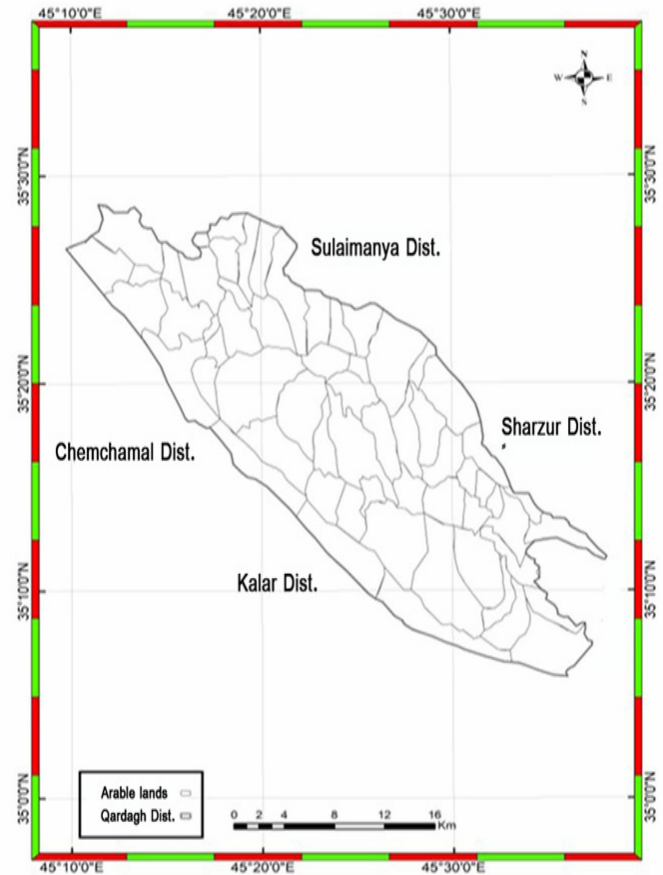 45°10'0"E 45°20'0"E 45°30'0"E
N
W E
S
35°30'0"N 35°30'0"N
Sulaimanya Dist.
35°20'0"N 35°20'0"N
Sharzur Dist.
Chemchamal Dist.
Kalar Dist.
35°10'0"N 35°10'0"N
Arable lands
Qardagh Dist.
35°0'0"N 35°0'0"N
0 2 4 8 12 16
Km
45°10'0"E 45°20'0"E 45°30'0"E